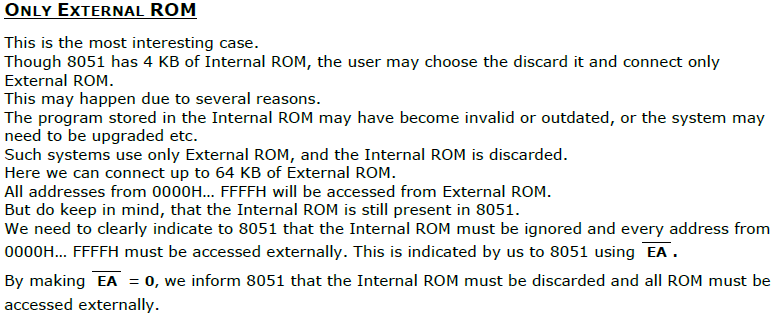 ONLY EXTERNAL ROM
This is the most interesting case.
Though 8051 has 4 KB of Internal ROM, the user may choose the discard it and connect only
External ROM.
This may happen due to several reasons.
The program stored in the Internal ROM may have become invalid or outdated, or the system may
need to be upgraded etc.
Such systems use only External ROM, and the Internal ROM is discarded.
Here we can connect up to 64 KB of External ROM.
All addresses from 0000H... FFFFH will be accessed from External ROM.
But do keep in mind, that the Internal ROM is still present in 8051.
We need to clearly indicate to 8051 that the Internal ROM must be ignored and every address from
0000H... FFFFH must be accessed externally. This is indicated by us to 8051 using E̅A̅ .
By making E̅A̅ = 0, we inform 8051 that the Internal ROM must be discarded and all ROM must be
accessed externally.